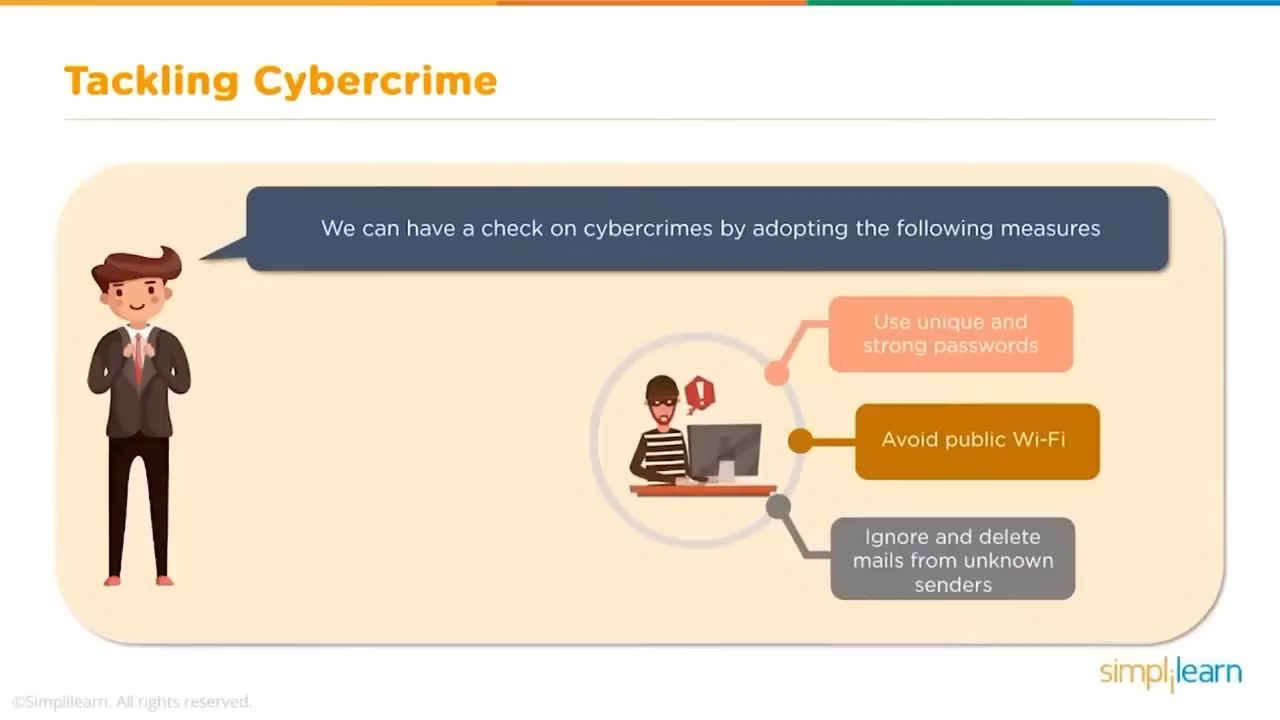 Tackling Cybercrime
We can have a check on cybercrimes by adopting the following measures
Use unique and
strong passwords
Avoid public Wi-Fi
Ignore and delete
mails from unknown
senders
simplilearn
©Simplilearn. All rights reserved.